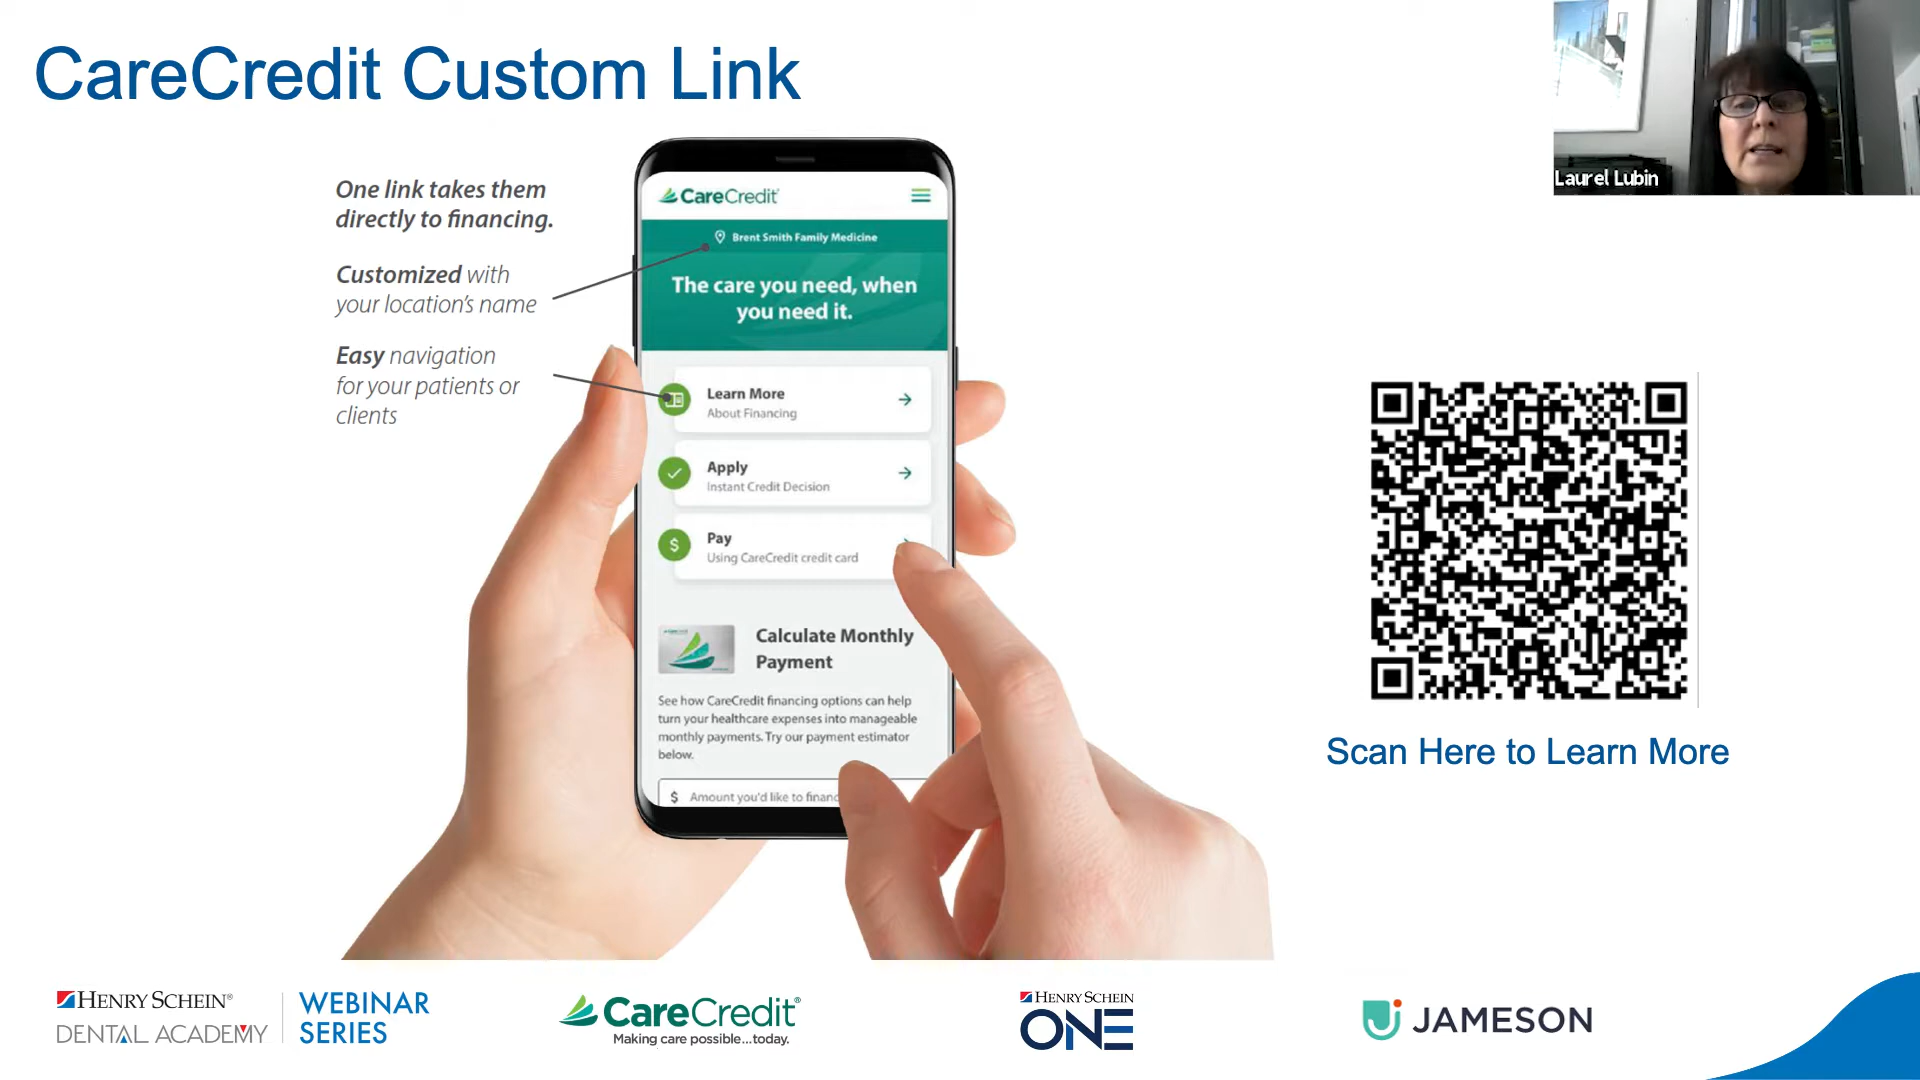 CareCredit Custom Link
Laurel Lubin
One link takes them
directly to financing.
Customized with
your location's name
Easy navigation
for your patients or
clients
CareCredit®
Brent Smith Family Medicine
The care you need, when
you need it.
Learn More
About Financing
Apply
Instant Credit Decision
Pay
Using CareCredit credit card
Calculate Monthly
Payment
See how CareCredit financing options can help
turn your healthcare expenses into manageable
monthly payments. Try our payment estimator
below.
$ Amount you'd like to financ
Scan Here to Learn More
HENRY SCHEIN®
DENTAL ACADEMY
WEBINAR
SERIES
CareCredit®
Making care possible...today.
HENRY SCHEIN
ONE
JAMESON